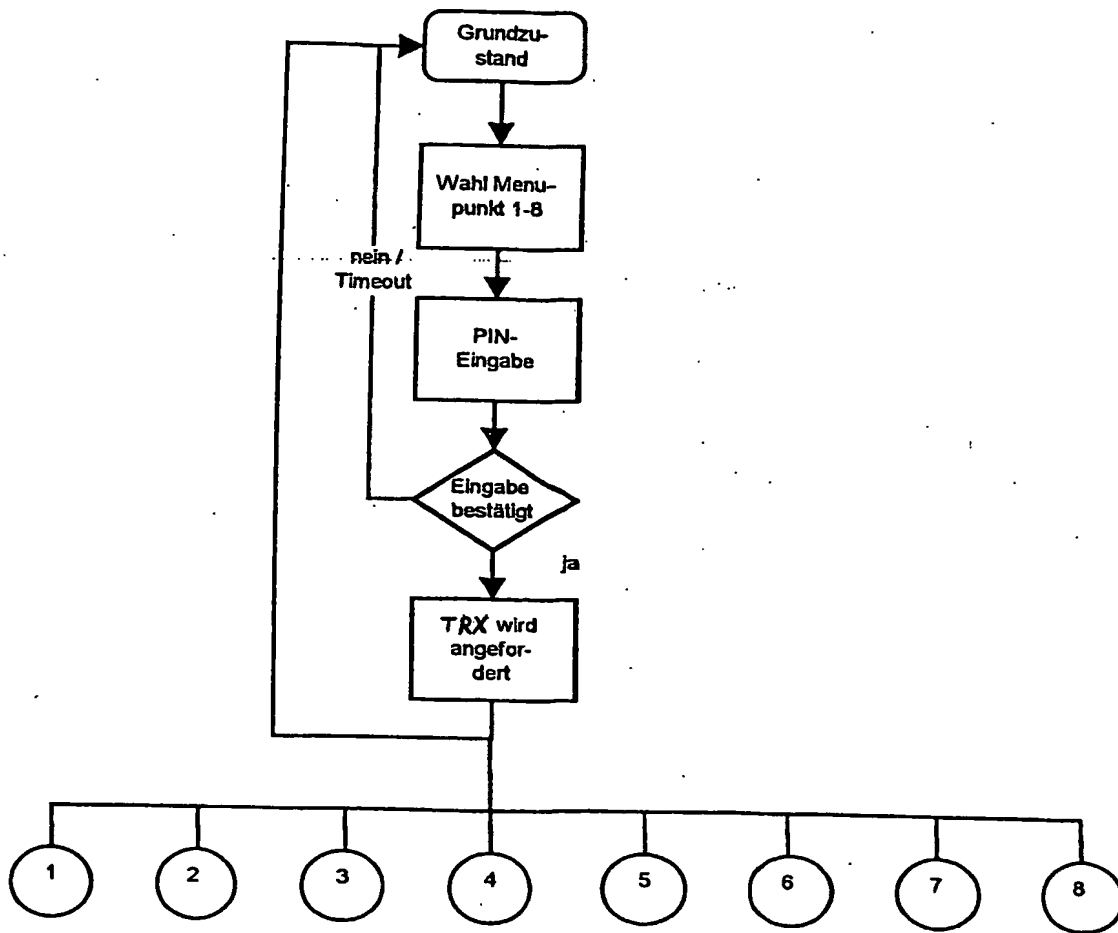 Grundzu-
stand
Wahl Menu-
punkt 1-8
nein /
Timeout
PIN-
Eingabe
Eingabe
bestätigt
ja
TRX wird
angefor-
dert
1
2
3
4
5
6
7
8